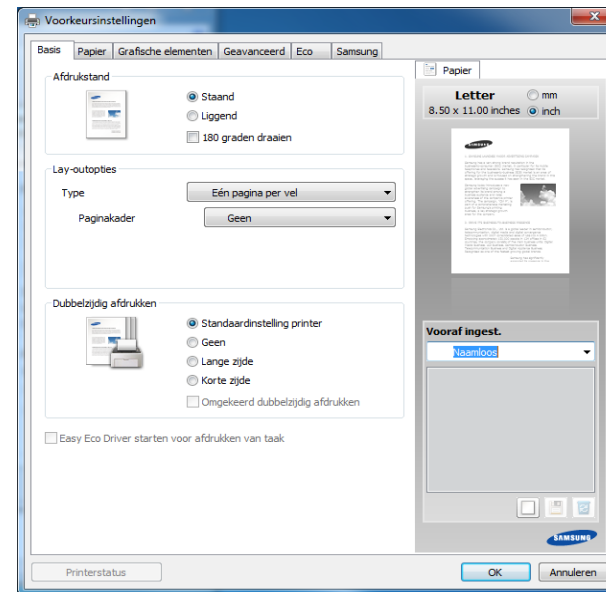 Voorkeursinstellingen
Basis Papier Grafische elementen Geavanceerd Eco Samsung
Afdrukstand
Staand
Liggend
180 graden draaien
Lay-outopties
Type Eén pagina per vel
Paginakader Geen
Dubbelzijdig afdrukken
Standaardinstelling printer
Geen
Lange zijde
Korte zijde
Omgekeerd dubbelzijdig afdrukken
Easy Eco Driver starten voor afdrukken van taak
Papier
Letter mm
8.50 x 11.00 inches inch
Vooraf ingest.
Naamloos
SAMSUNG
Printerstatus OK Annuleren